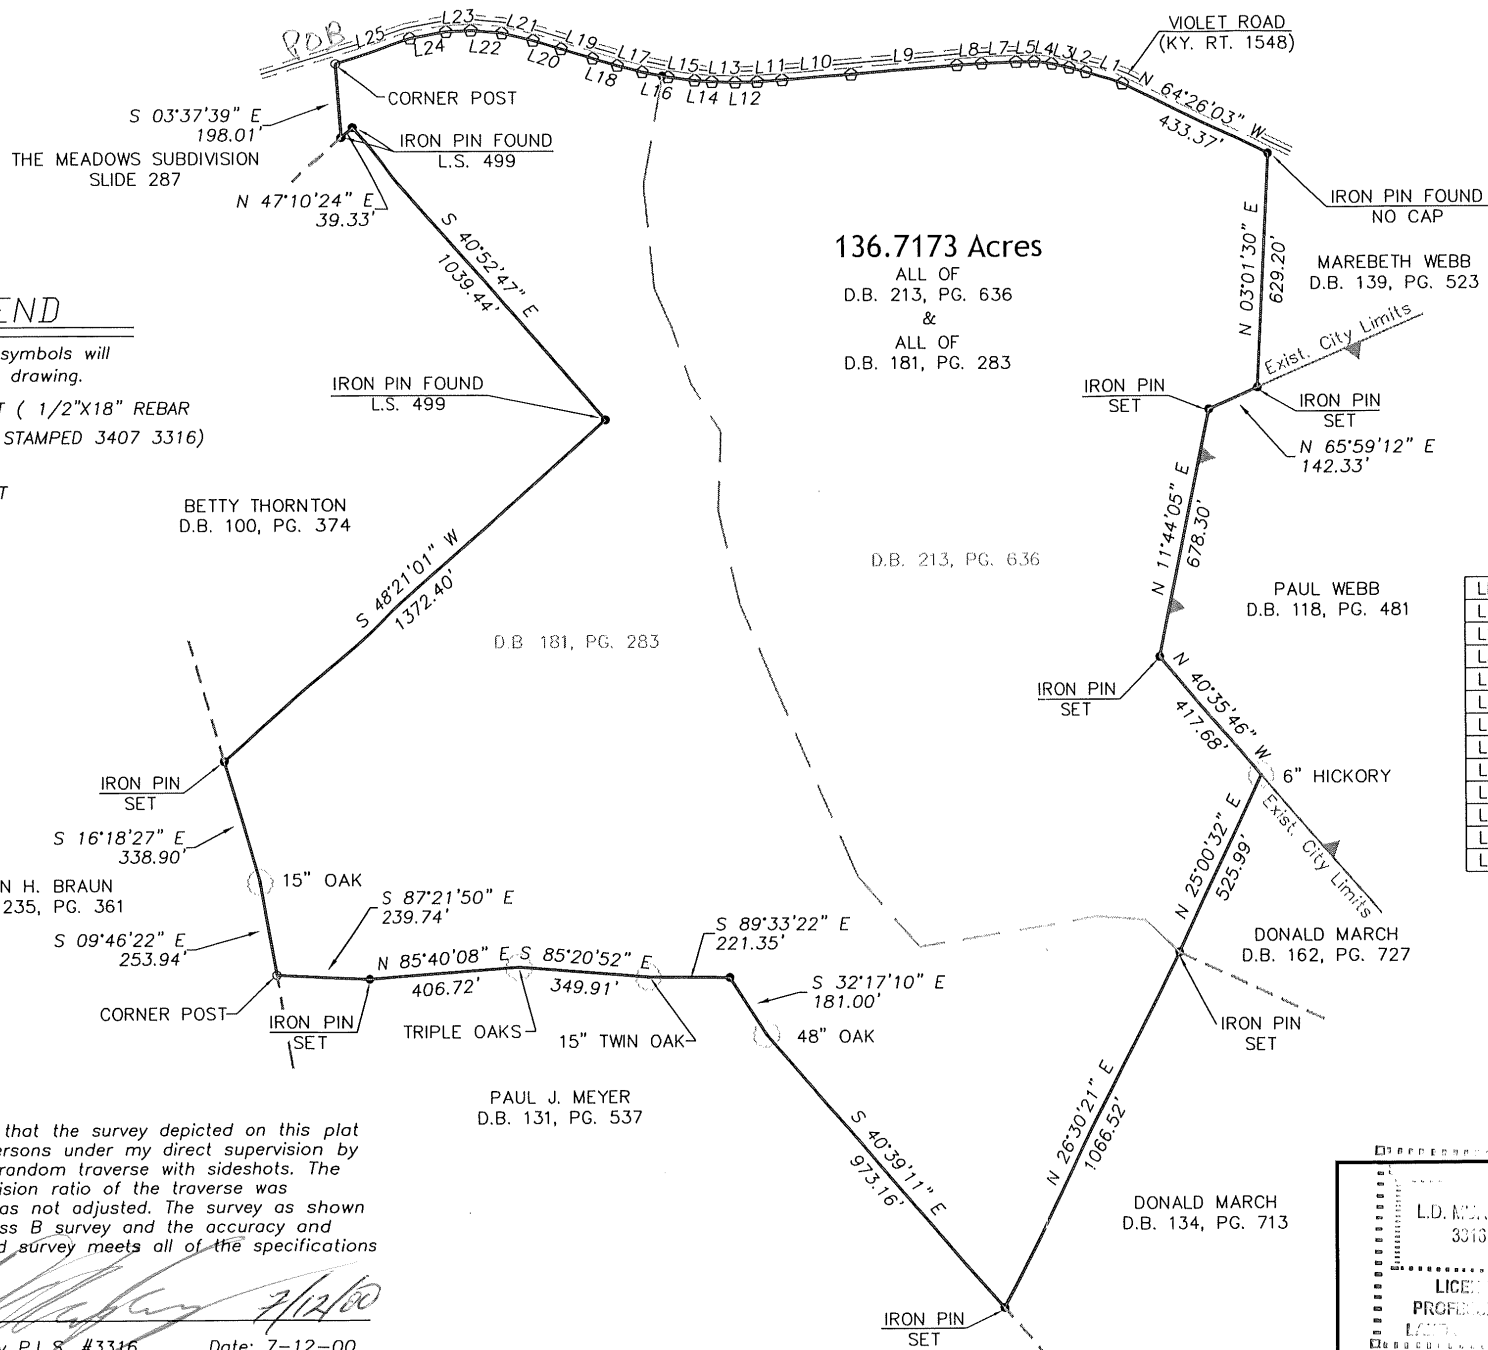 POB
L25
L24
L23
L22
L21
L20
L19
L18
L17
L16
L15
L14
L13
L12
L11
L10
L9
L8
L7
L5
L4
L3
L2
L1
VIOLET ROAD
(KY. RT. 1548)
N 64°26'03" W
433.37'
CORNER POST
S 03°37'39" E
198.01'
IRON PIN FOUND
L.S. 499
THE MEADOWS SUBDIVISION
SLIDE 287
N 47°10'24" E
39.33'
S 40°52'47" E
1039.44'
IRON PIN FOUND
NO CAP
N 03°01'30" E
629.20'
MAREBETH WEBB
D.B. 139, PG. 523
136.7173 Acres
ALL OF
D.B. 213, PG. 636
&
ALL OF
D.B. 181, PG. 283
Exist. City Limits
END
symbols will
drawing.
T ( 1/2"X18" REBAR
STAMPED 3407 3316)
T
IRON PIN FOUND
L.S. 499
IRON PIN
SET
IRON PIN
SET
N 65°59'12" E
142.33'
BETTY THORNTON
D.B. 100, PG. 374
N 11°44'05" E
678.30'
S 48°21'01" W
1372.40'
D.B. 213, PG. 636
D.B 181, PG. 283
PAUL WEBB
D.B. 118, PG. 481
L
L
L
L
L
L
L
L
L
L
L
L
IRON PIN
SET
N 40°35'46" W
417.68'
6" HICKORY
Exist. City Limits
IRON PIN
SET
S 16°18'27" E
338.90'
15" OAK
N H. BRAUN
235, PG. 361
S 09°46'22" E
253.94'
S 87°21'50" E
239.74'
N 25°00'32" E
525.99'
DONALD MARCH
D.B. 162, PG. 727
N 85°40'08" E
406.72'
S 85°20'52" E
349.91'
S 89°33'22" E
221.35'
S 32°17'10" E
181.00'
CORNER POST
IRON PIN
SET
TRIPLE OAKS
15" TWIN OAK
48" OAK
IRON PIN
SET
PAUL J. MEYER
D.B. 131, PG. 537
S 40°39'11" E
973.16'
N 26°30'21" E
1066.52'
DONALD MARCH
D.B. 134, PG. 713
that the survey depicted on this plat
ersons under my direct supervision by
random traverse with sideshots. The
ision ratio of the traverse was
as not adjusted. The survey as shown
ss B survey and the accuracy and
d survey meets all of the specifications
7/12/00
P.L.S. #3316 Date: 7-12-00
IRON PIN
SET
L.D.
3316
LICE
PROFE